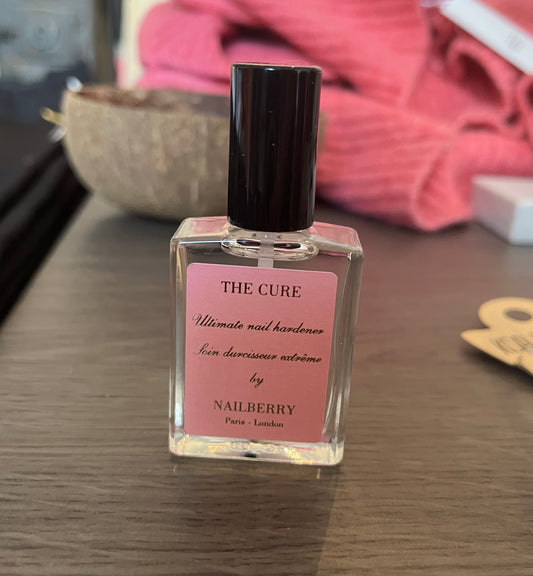 THE CURE
Ultimate nail hardener
Soin durcisseur extrême
by
NAILBERRY
Paris - London